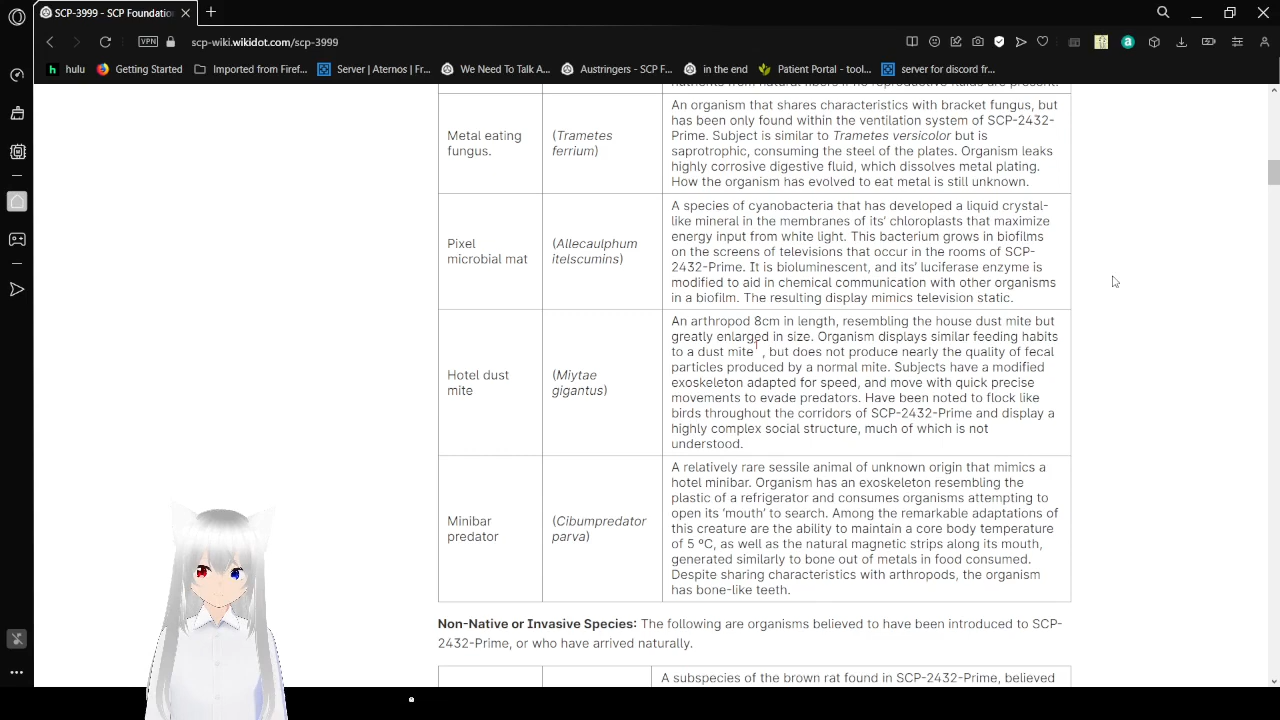 SCP-3999 - SCP Foundation
VPN
scp-wiki.wikidot.com/scp-3999
hulu
Getting Started
Imported from Firef...
Server | Aternos | Fr...
We Need To Talk A...
Austringers - SCP F...
in the end
Patient Portal - tool...
server for discord fr...
nutrients from natural fibers if no reproductive fluids are present.
Metal eating
fungus.
(Trametes
ferrium)
An organism that shares characteristics with bracket fungus, but
has been only found within the ventilation system of SCP-2432-
Prime. Subject is similar to Trametes versicolor but is
saprotrophic, consuming the steel of the plates. Organism leaks
highly corrosive digestive fluid, which dissolves metal plating.
How the organism has evolved to eat metal is still unknown.
Pixel
microbial mat
(Allecaulphum
itelscumins)
A species of cyanobacteria that has developed a liquid crystal-
like mineral in the membranes of its' chloroplasts that maximize
energy input from white light. This bacterium grows in biofilms
on the screens of televisions that occur in the rooms of SCP-
2432-Prime. It is bioluminescent, and its' luciferase enzyme is
modified to aid in chemical communication with other organisms
in a biofilm. The resulting display mimics television static.
Hotel dust
mite
(Miytae
gigantus)
An arthropod 8cm in length, resembling the house dust mite but
greatly enlarged in size. Organism displays similar feeding habits
to a dust mite1 , but does not produce nearly the quality of fecal
particles produced by a normal mite. Subjects have a modified
exoskeleton adapted for speed, and move with quick precise
movements to evade predators. Have been noted to flock like
birds throughout the corridors of SCP-2432-Prime and display a
highly complex social structure, much of which is not
understood.
Minibar
predator
(Cibumpredator
parva)
A relatively rare sessile animal of unknown origin that mimics a
hotel minibar. Organism has an exoskeleton resembling the
plastic of a refrigerator and consumes organisms attempting to
open its 'mouth' to search. Among the remarkable adaptations of
this creature are the ability to maintain a core body temperature
of 5 ºC, as well as the natural magnetic strips along its mouth,
generated similarly to bone out of metals in food consumed.
Despite sharing characteristics with arthropods, the organism
has bone-like teeth.
Non-Native or Invasive Species: The following are organisms believed to have been introduced to SCP-
2432-Prime, or who have arrived naturally.
A subspecies of the brown rat found in SCP-2432-Prime, believed